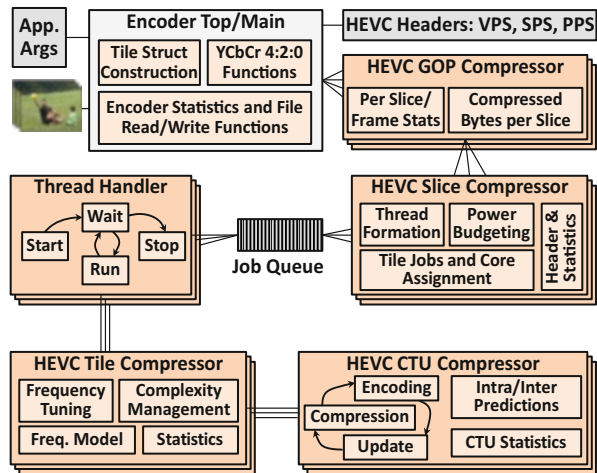 App.
Args
Encoder Top/Main
Tile Struct
Construction
YCbCr 4:2:0
Functions
Encoder Statistics and File
Read/Write Functions
HEVC Headers: VPS, SPS, PPS
HEVC GOP Compressor
Per Slice/
Frame Stats
Compressed
Bytes per Slice
Thread Handler
Wait
Start
Stop
Run
Job Queue
HEVC Slice Compressor
Thread
Formation
Power
Budgeting
Tile Jobs and Core
Assignment
Header &
Statistics
HEVC Tile Compressor
Frequency
Tuning
Complexity
Management
Freq. Model
Statistics
HEVC CTU Compressor
Encoding
Compression
Update
Intra/Inter
Predictions
CTU Statistics